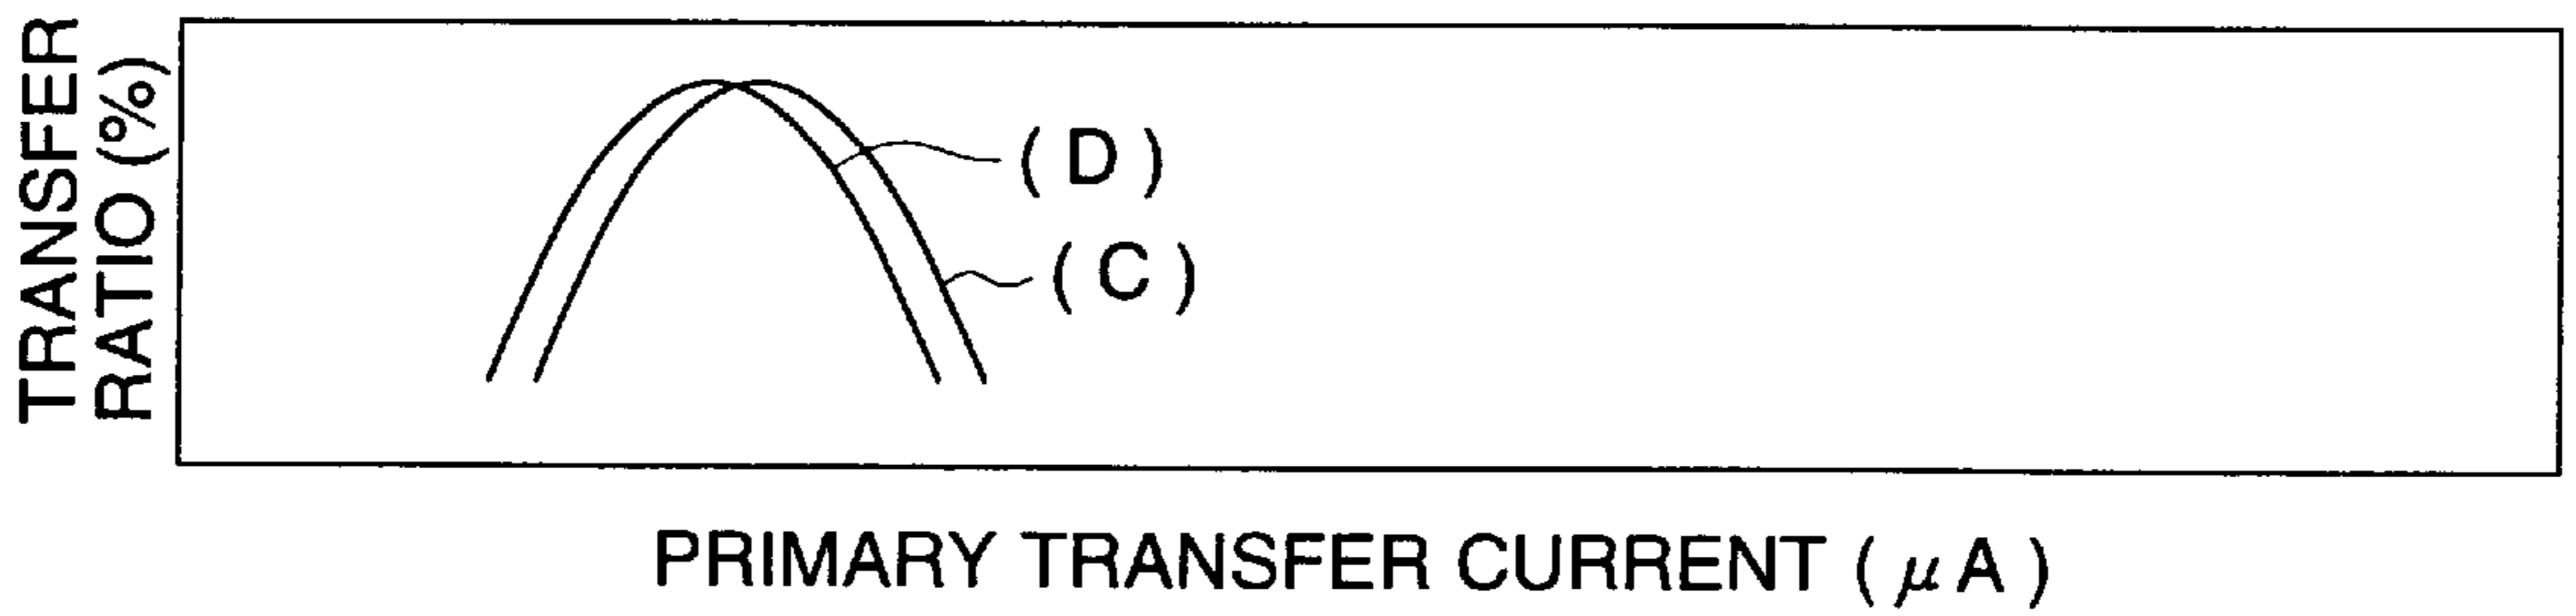 TRANSFER
RATIO (%)
( D )
( C )
PRIMARY TRANSFER CURRENT ( μA )